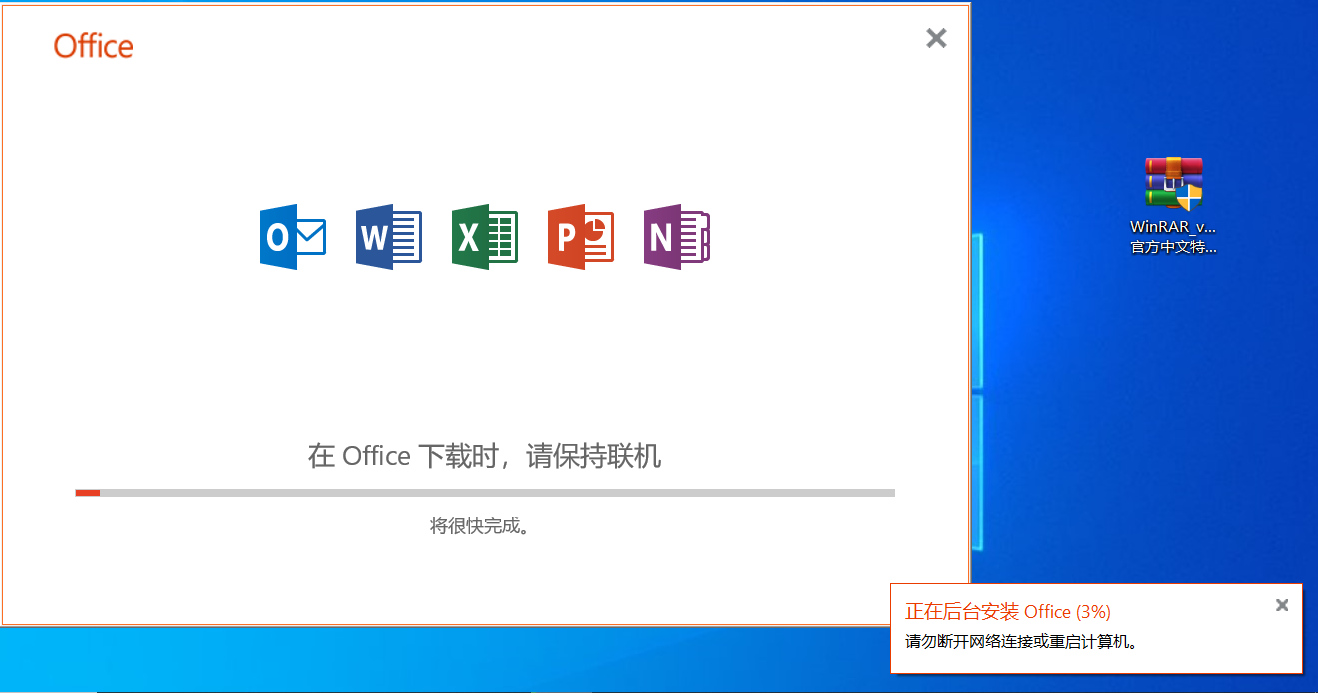 Office
O
W
X
P
N
在 Office 下载时，请保持联机
将很快完成。
WinRAR_v...
官方中文特...
正在后台安装 Office (3%)
请勿断开网络连接或重启计算机。